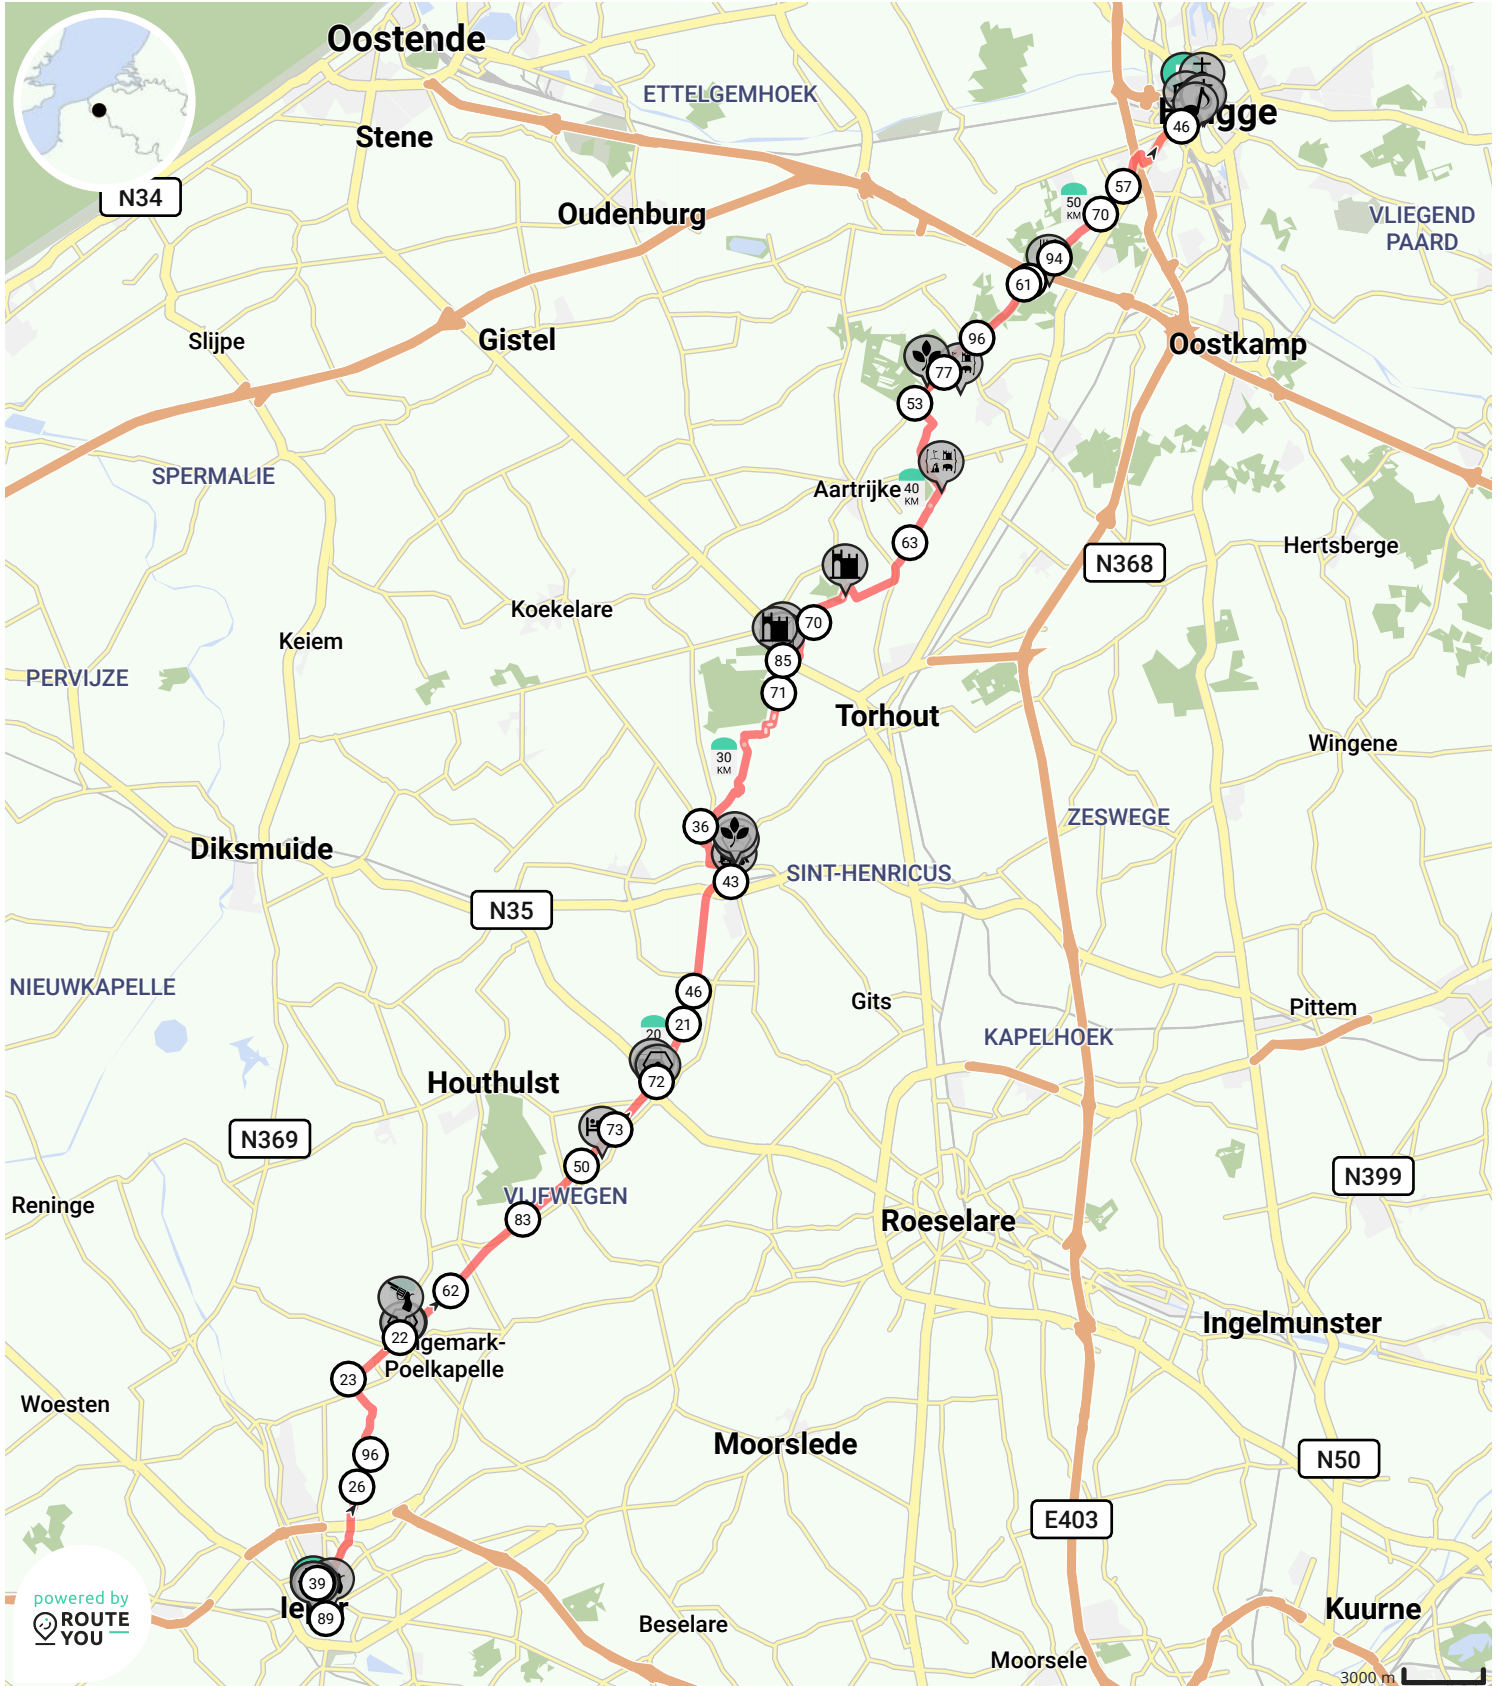 Oostende
ETTELGEMHOEK
46
Stene
N34
57
50
KM
70
Oudenburg
VLIEGEND
PAARD
94
61
Slijpe
Gistel
96
Oostkamp
77
53
SPERMALIE
Aartrijke
40
KM
63
Hertsberge
N368
Koekelare
70
Keiem
85
PERVIJZE
71
Torhout
30
KM
Wingene
ZESWEGE
36
Diksmuide
SINT-HENRICUS
43
N35
NIEUWKAPELLE
46
Gits
Pittem
21
20
KAPELHOEK
Houthulst
72
N369
73
50
N399
VIJFWEGEN
Reninge
83
Roeselare
62
22
Ingelmunster
Poelkapelle
23
Woesten
Moorslede
96
N50
26
E403
39
powered by
ROUTE
YOU
89
Beselare
Kuurne
Moorsele
3000 m